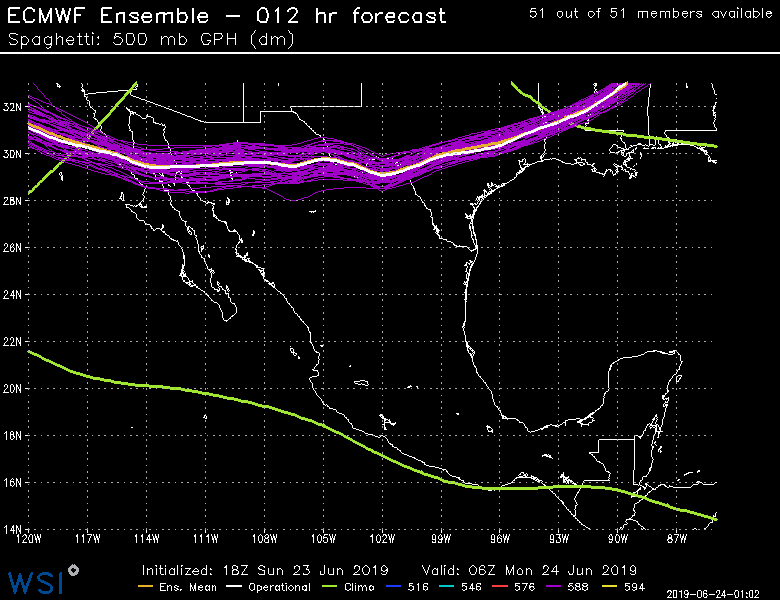 ECMWF Ensemble – 012 hr forecast
51 out of 51 members available
Spaghetti: 500 mb GPH (dm)
32N
30N
28N
26N
24N
22N
20N
18N
16N
14N
120W 117W 114W 111W 108W 105W 102W 99W 96W 93W 90W 87W
Initialized: 18Z Sun 23 Jun 2019 Valid: 06Z Mon 24 Jun 2019
WSI
Ens. Mean Operational Climo 516 546 576 588 594
2019-06-24-01:02